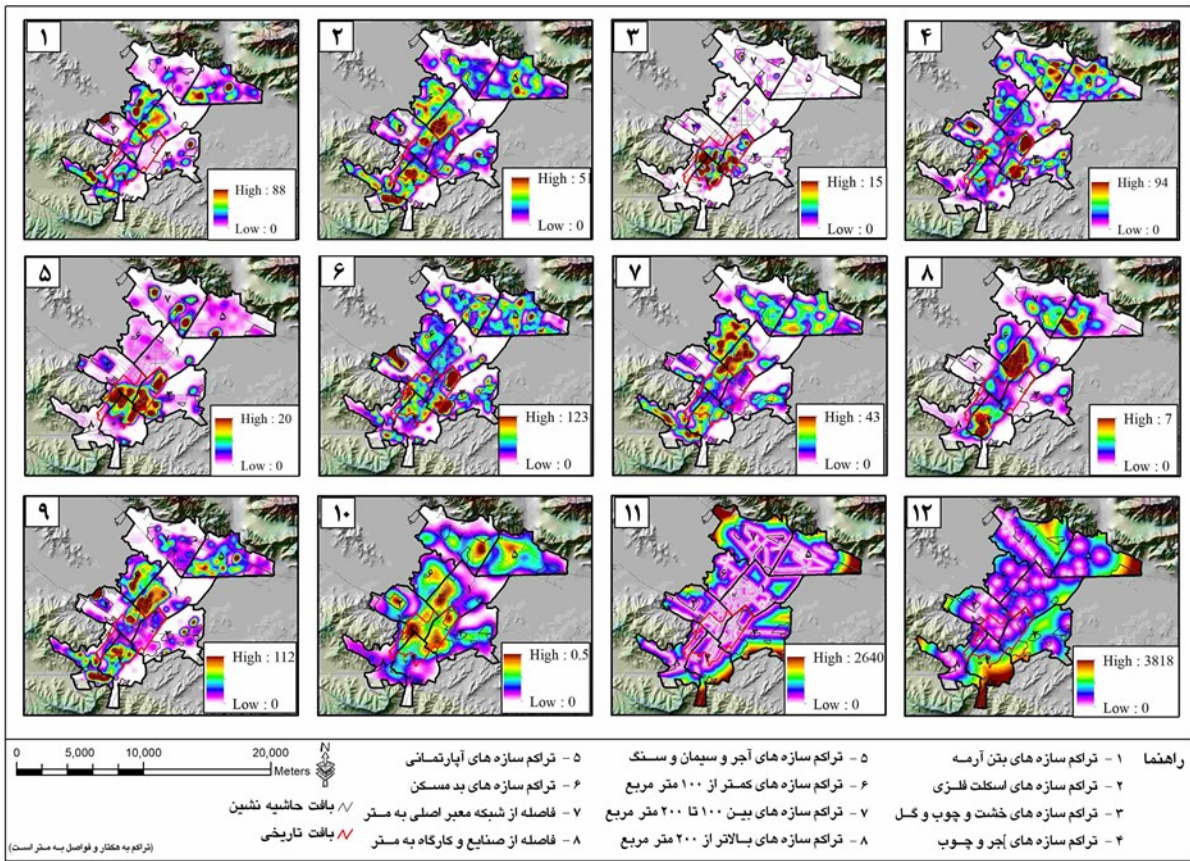 ۱
High : 88
Low : 0
۲
High : 51
Low : 0
۳
High : 15
Low : 0
۴
High : 94
Low : 0
۵
High : 20
Low : 0
۶
High : 123
Low : 0
۷
High : 43
Low : 0
۸
High : 7
Low : 0
۹
High : 112
Low : 0
۱۰
High : 0.5
Low : 0
۱۱
High : 2640
Low : 0
۱۲
High : 3818
Low : 0
راهنما
۱ - تراکم سازه های بتن آرمه
۲ - تراکم سازه های اسکلت فلزی
۳ - تراکم سازه های خشت و چوب و گل
۴ - تراکم سازه های آجر و چوب
۵ - تراکم سازه های آجر و سیمان و سنگ
۶ - تراکم سازه های کمتر از ۱۰۰ متر مربع
۷ - تراکم سازه های بین ۱۰۰ تا ۲۰۰ متر مربع
۸ - تراکم سازه های بالاتر از ۲۰۰ متر مربع
۵ - تراکم سازه های آپارتمانی
۶ - تراکم سازه های بد مسکن
۷ - فاصله از شبکه معبر اصلی به متر
۸ - فاصله از صنایع و کارگاه به متر
0 5,000 10,000 20,000
Meters
N
بافت حاشیه نشین
بافت تاریخی
(تراکم به هکتار و فواصل به متر است)